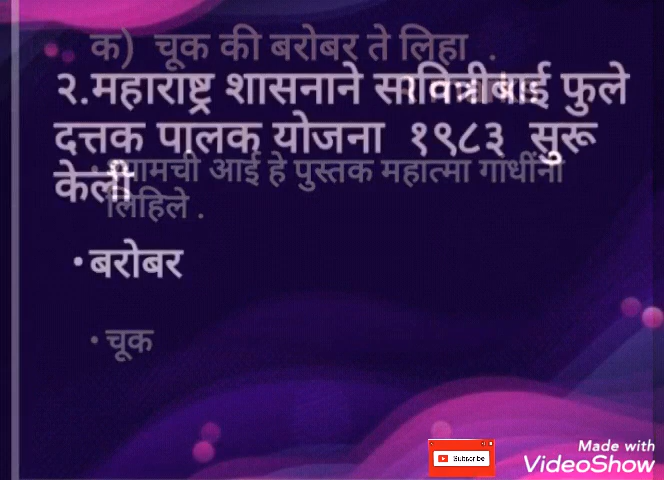 क) चूक की बरोबर ते लिहा .
२.महाराष्ट्र शासनाने सावित्रीबाई फुले
दत्तक पालक योजना १९८३ सुरू
• श्यामची आई हे पुस्तक महात्मा गांधींनी
केली
लिहिले .
• बरोबर
• चूक
Subscribe
Made with
VideoShow